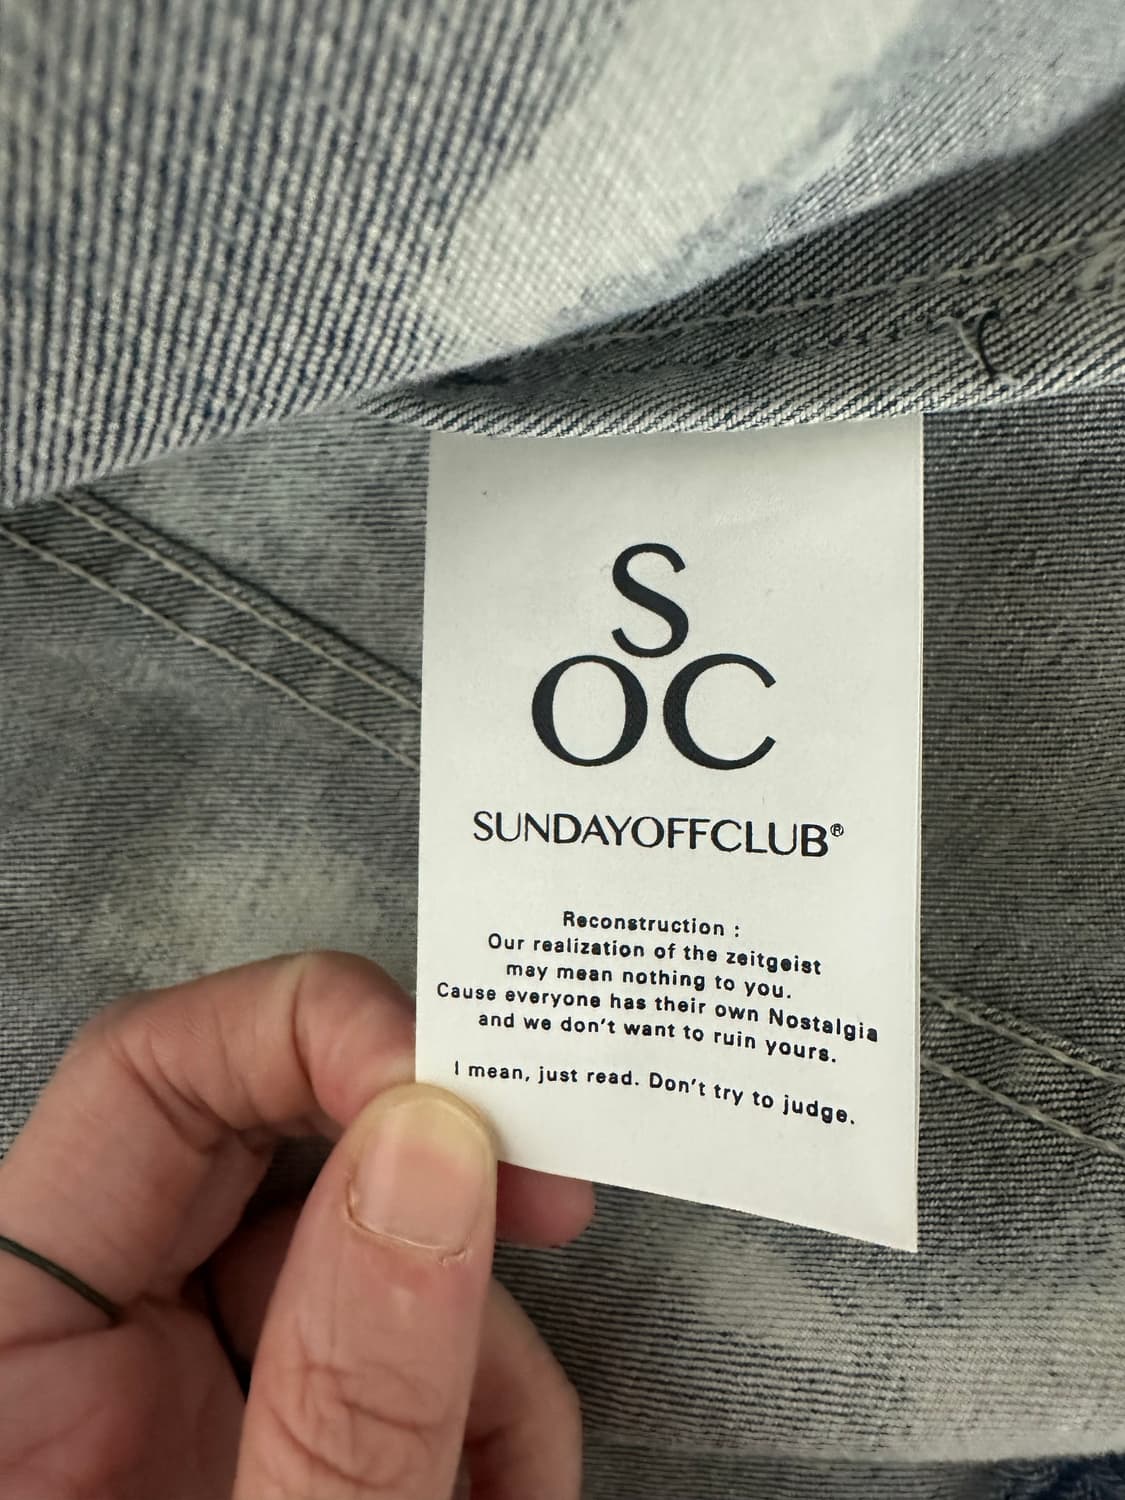 S
OC
SUNDAYOFFCLUB®
Reconstruction :
Our realization of the zeitgeist
may mean nothing to you.
Cause everyone has their own Nostalgia
and we don't want to ruin yours.
I mean, just read. Don't try to judge.